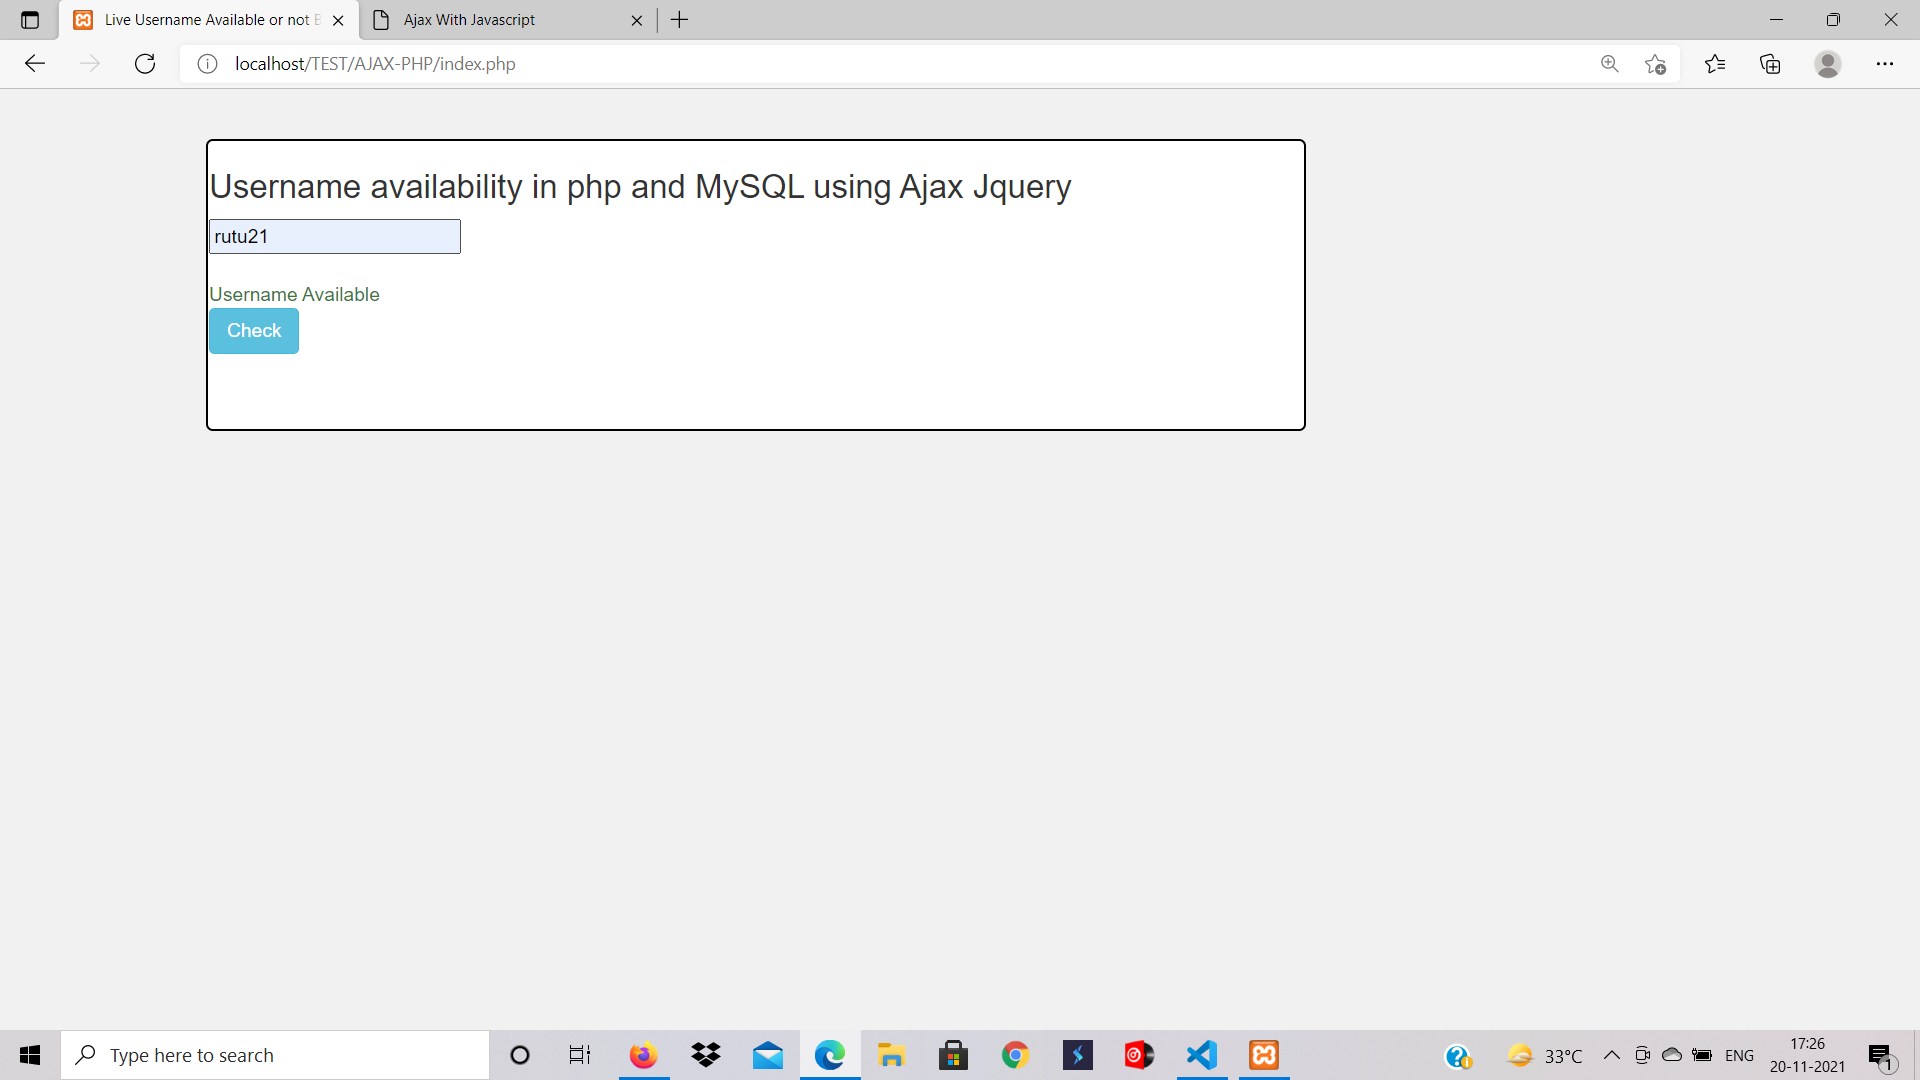 Live Username Available or not B
Ajax With Javascript
localhost/TEST/AJAX-PHP/index.php
Username availability in php and MySQL using Ajax Jquery
rutu21
Username Available
Check
Type here to search
33°C
ENG
17:26
20-11-2021
1